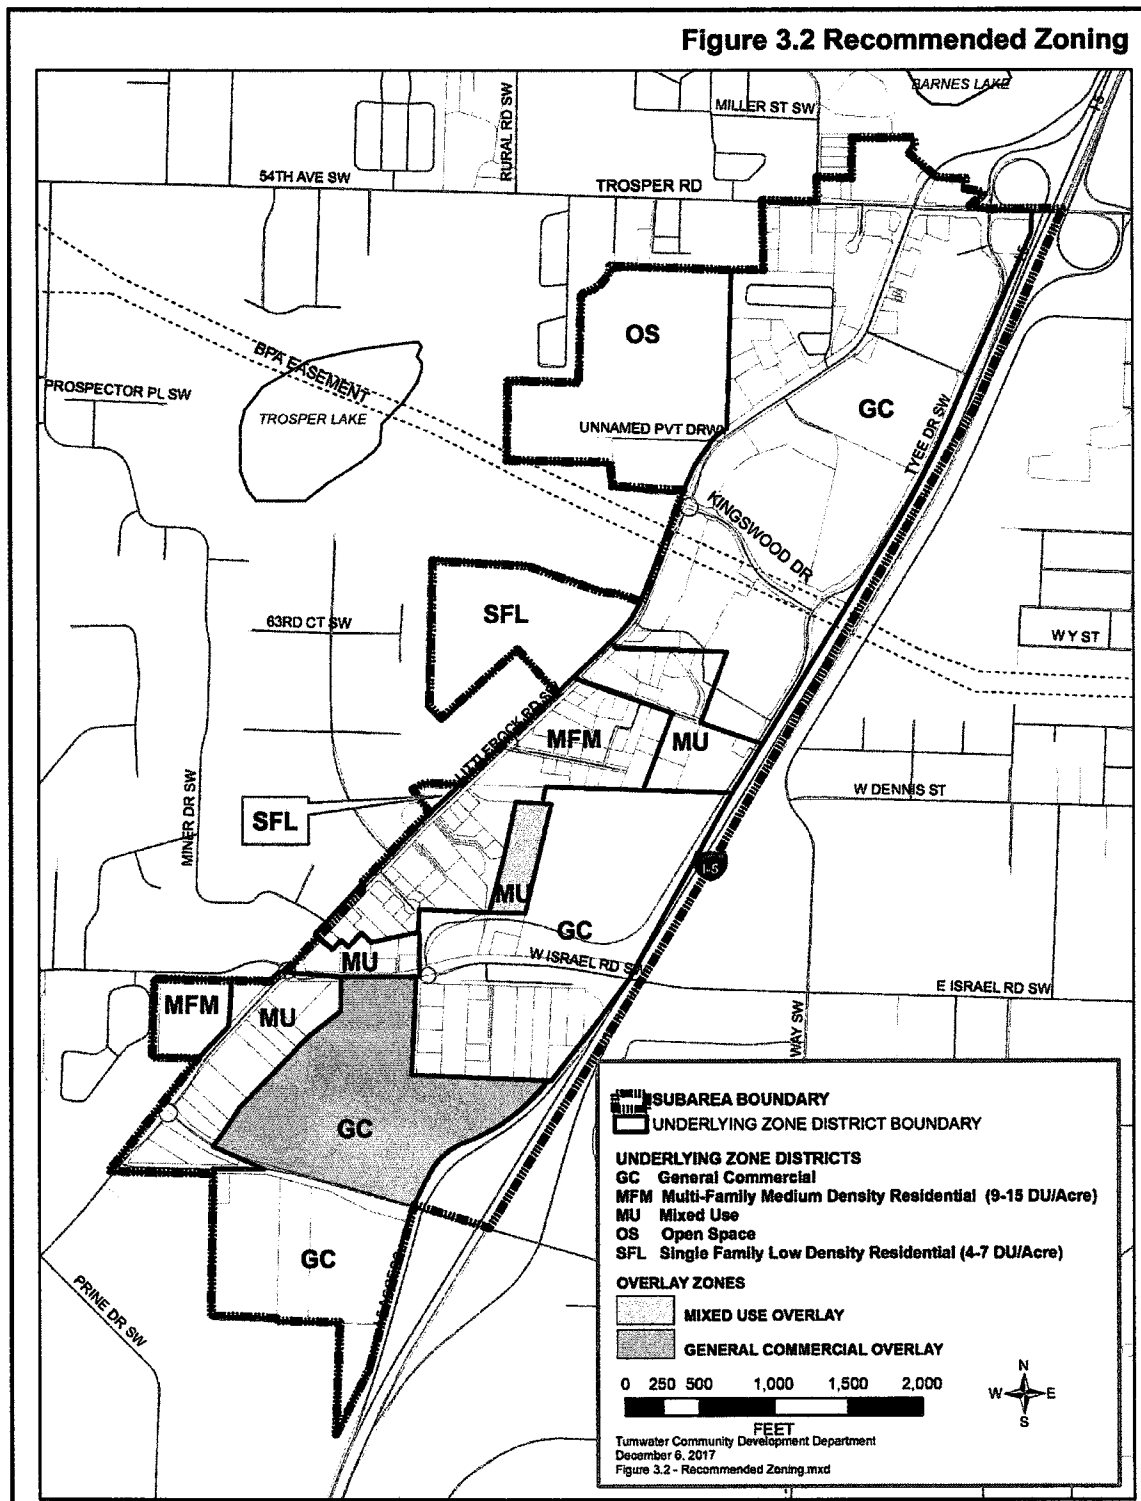 Figure 3.2 Recommended Zoning
BARNES LAKE
I-5
MILLER ST SW
RURAL RD SW
54TH AVE SW
TROSPER RD
OS
BPA EASEMENT
PROSPECTOR PL SW
TROSPER LAKE
GC
UNNAMED PVT DRW
TYEE DR SW
KINGSWOOD DR
SFL
63RD CT SW
W Y ST
LITTLEROCK RD SW
MFM
MU
W DENNIS ST
MINER DR SW
SFL
I-5
MU
GC
MU
W ISRAEL RD S
E ISRAEL RD SW
MFM
MU
WAY SW
GC
GC
PRINE DR SW
SUBAREA BOUNDARY
UNDERLYING ZONE DISTRICT BOUNDARY
UNDERLYING ZONE DISTRICTS
GC General Commercial
MFM Multi-Family Medium Density Residential (9-15 DU/Acre)
MU Mixed Use
OS Open Space
SFL Single Family Low Density Residential (4-7 DU/Acre)
OVERLAY ZONES
MIXED USE OVERLAY
GENERAL COMMERCIAL OVERLAY
0 250 500 1,000 1,500 2,000
FEET
N
W E
S
Tumwater Community Development Department
December 6, 2017
Figure 3.2 - Recommended Zoning.mxd